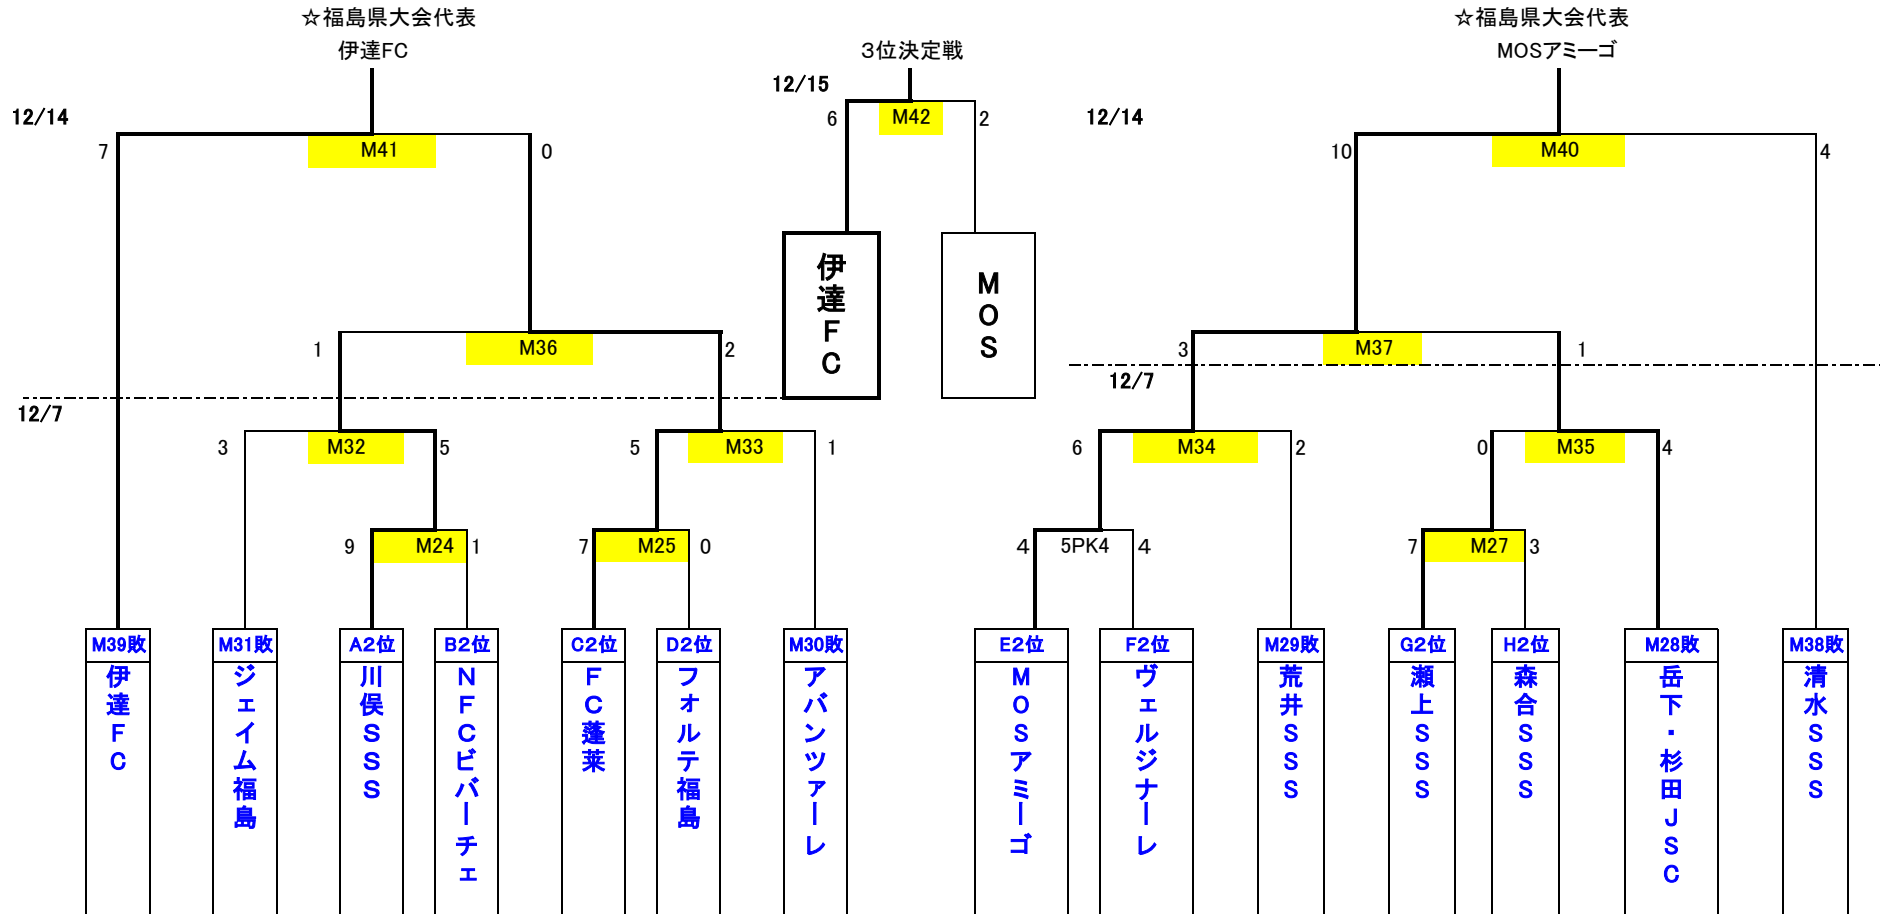 ☆福島県大会代表
伊達FC
3位決定戦
☆福島県大会代表
MOSアミーゴ
12/15
12/14
6
M42
2
12/14
7
M41
0
10
M40
4
伊達FC
MOS
1
M36
2
3
M37
1
12/7
12/7
3
M32
5
5
M33
1
6
M34
2
0
M35
4
9
M24
1
7
M25
0
4
5PK4
4
7
M27
3
M39敗
M31敗
A2位
B2位
C2位
D2位
M30敗
E2位
F2位
M29敗
G2位
H2位
M28敗
M38敗
伊達FC
ジェイム福島
川俣SSS
NFCビバーチェ
FC蓬莱
フォルテ福島
アバンツァーレ
MOSアミーゴ
ヴェルジナーレ
荒井SSS
瀬上SSS
森合SSS
岳下・杉田JSC
清水SSS